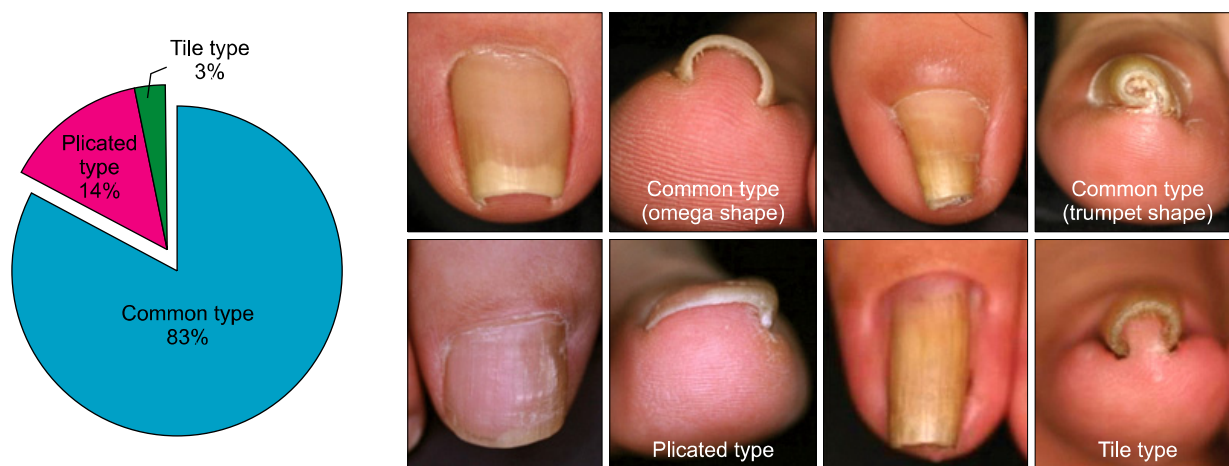 Tile type
3%
Plicated
type
14%
Common type
83%
Common type
(omega shape)
Common type
(trumpet shape)
Plicated type
Tile type